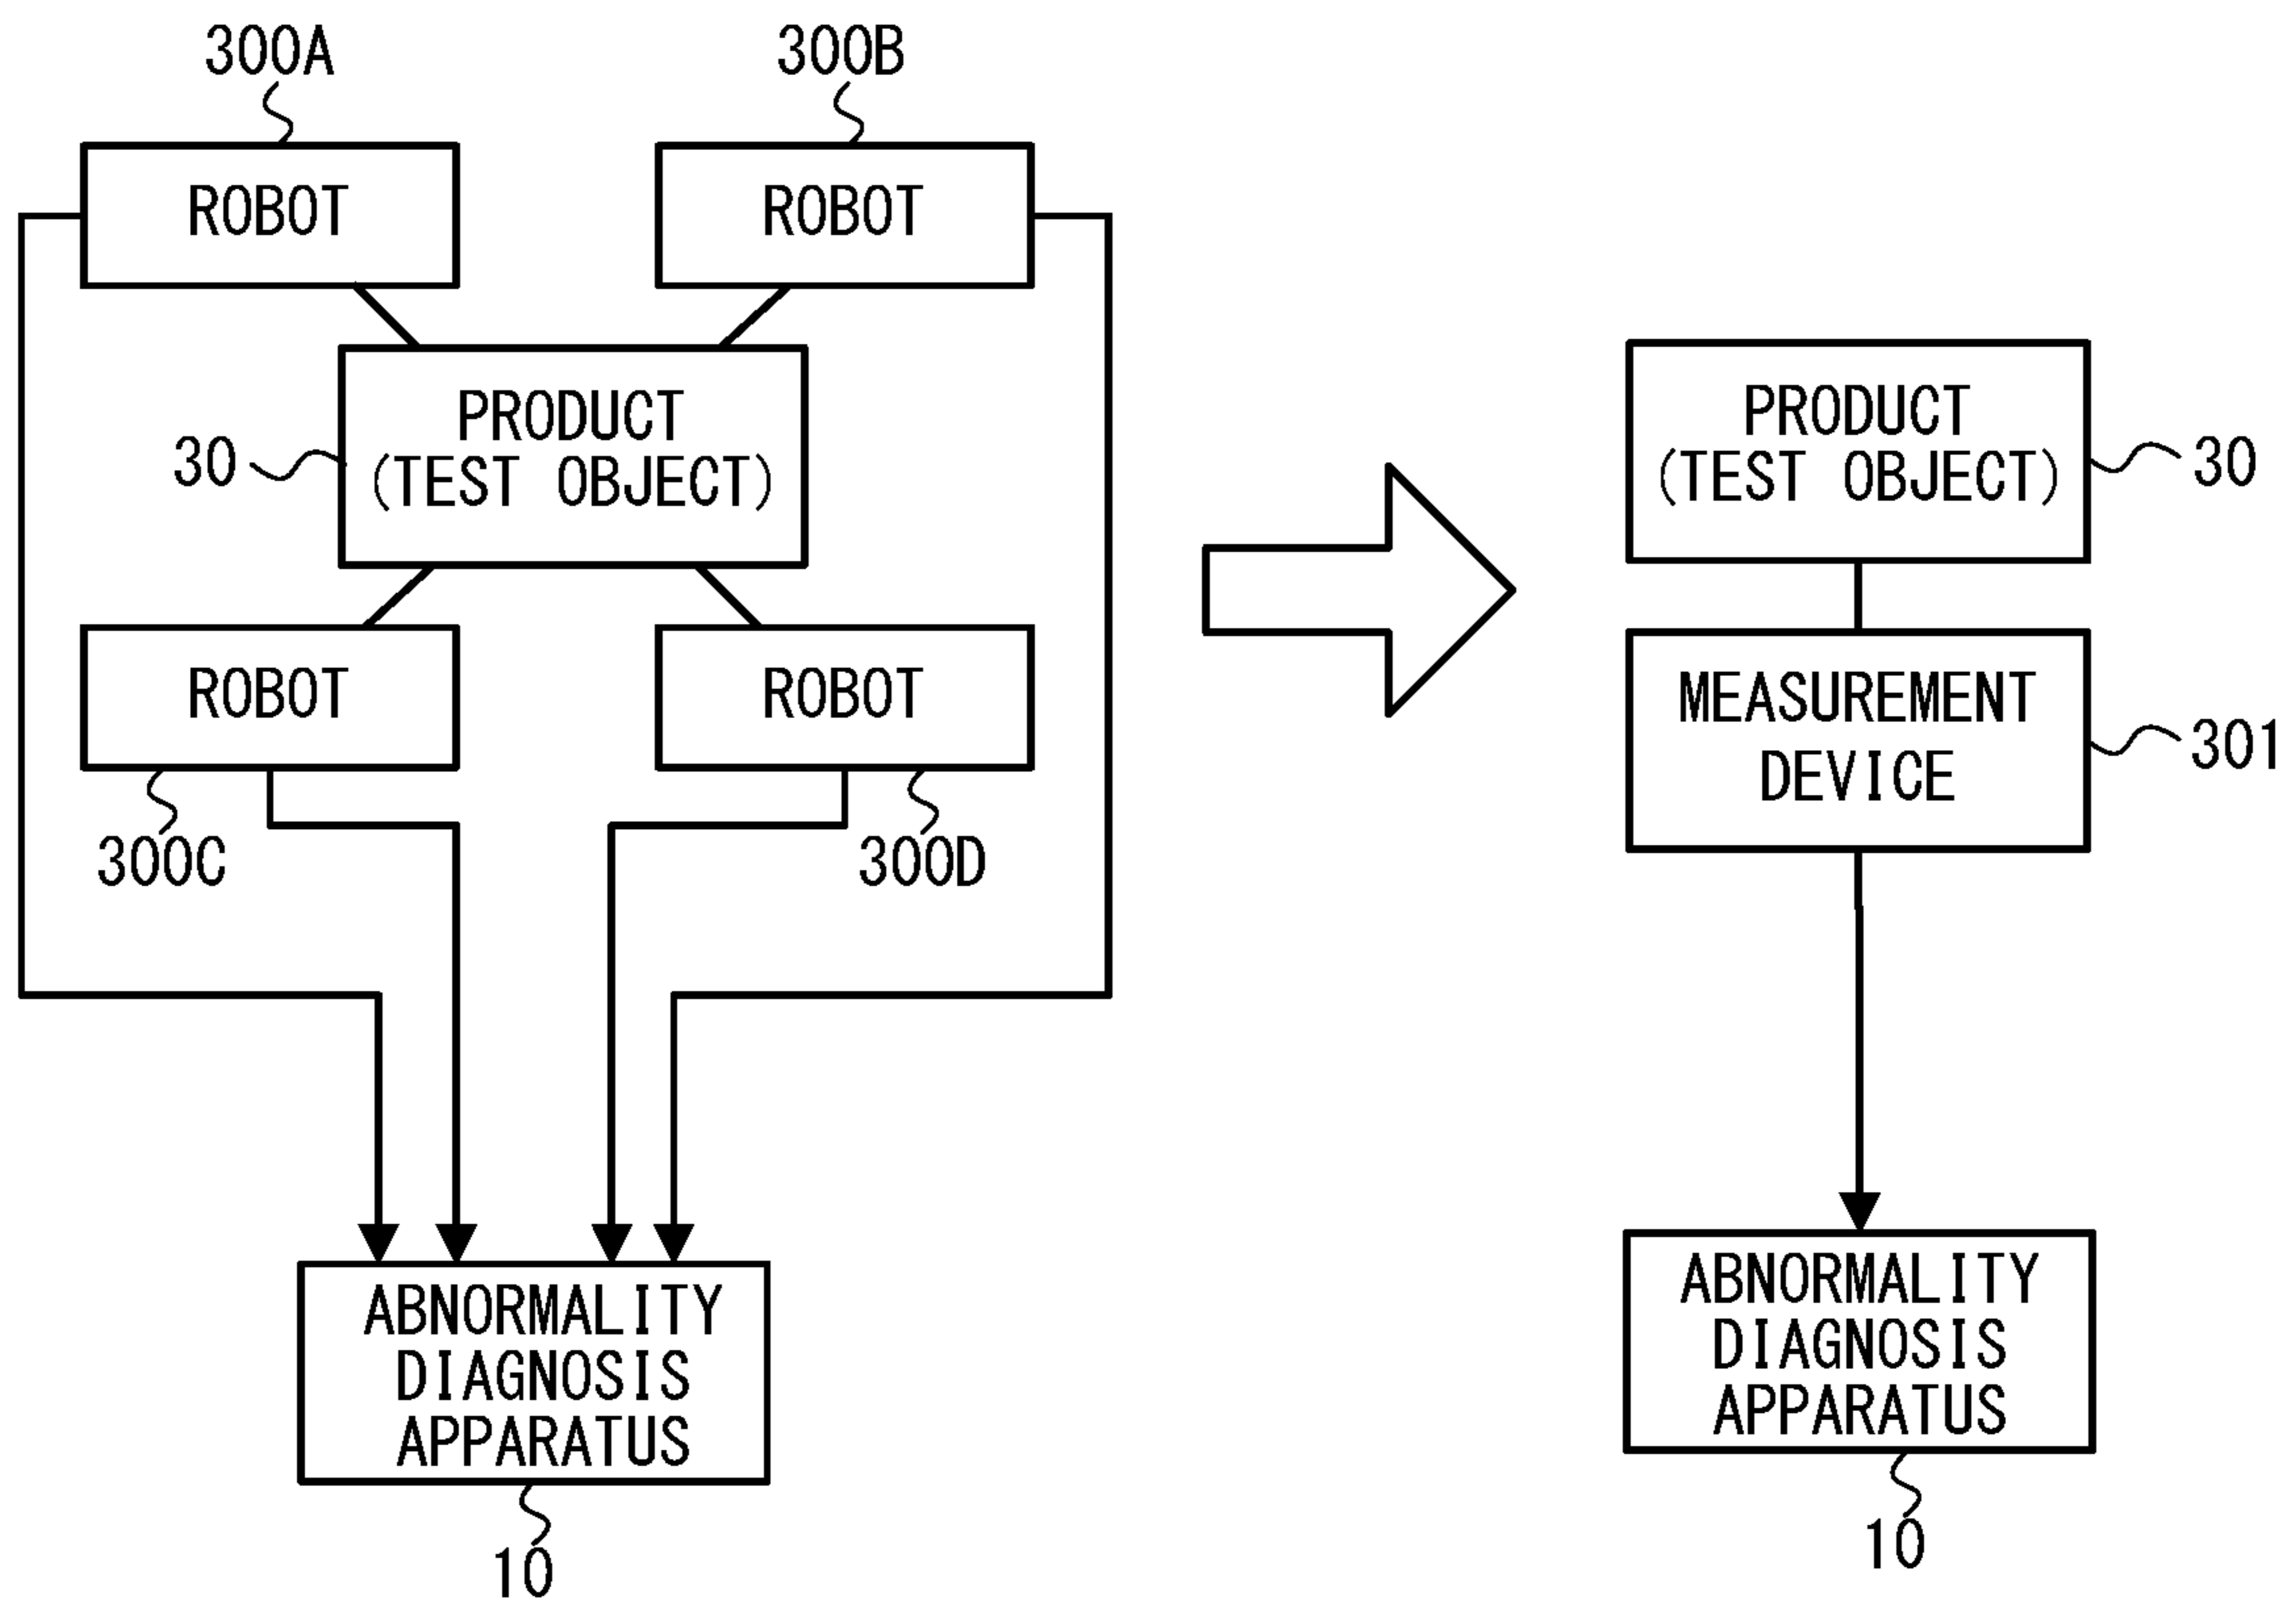 300A
300B
ROBOT
ROBOT
PRODUCT
(TEST OBJECT)
30
ROBOT
ROBOT
300C
300D
ABNORMALITY
DIAGNOSIS
APPARATUS
10
PRODUCT
(TEST OBJECT)
30
MEASUREMENT
DEVICE
301
ABNORMALITY
DIAGNOSIS
APPARATUS
10